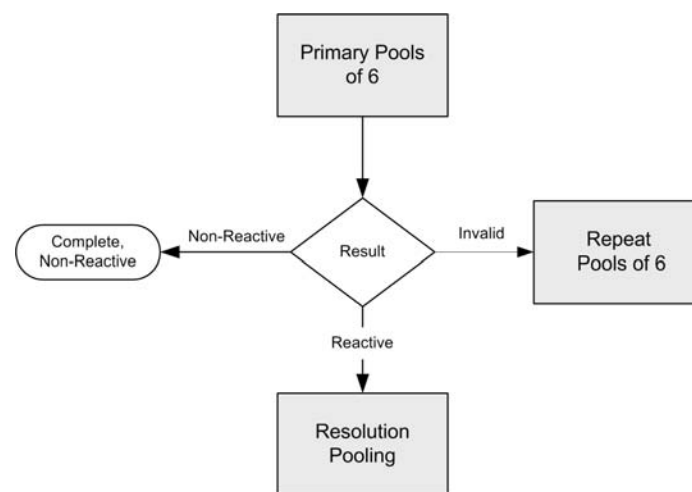 Primary Pools
of 6
Non-Reactive
Invalid
Complete,
Non-Reactive
Result
Repeat
Pools of 6
Reactive
Resolution
Pooling